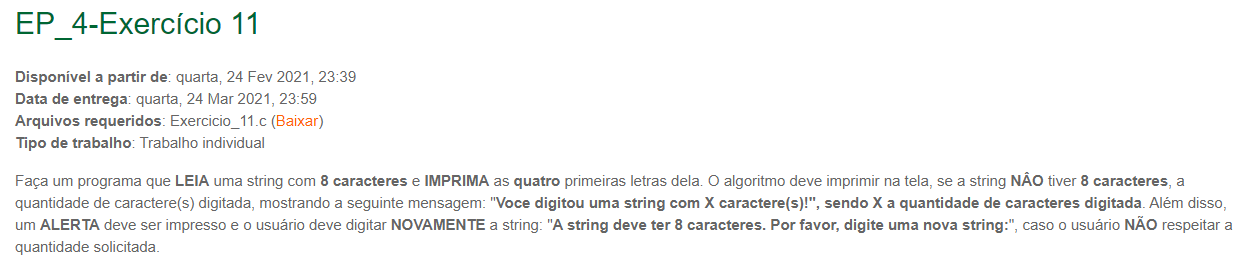 EP_4-Exercício 11
Disponível a partir de: quarta, 24 Fev 2021, 23:39
Data de entrega: quarta, 24 Mar 2021, 23:59
Arquivos requeridos: Exercicio_11.c (Baixar)
Tipo de trabalho: Trabalho individual
Faça um programa que LEIA uma string com 8 caracteres e IMPRIMA as quatro primeiras letras dela. O algoritmo deve imprimir na tela, se a string NÂO tiver 8 caracteres, a
quantidade de caractere(s) digitada, mostrando a seguinte mensagem: "Voce digitou uma string com X caractere(s)!", sendo X a quantidade de caracteres digitada. Além disso,
um ALERTA deve ser impresso e o usuário deve digitar NOVAMENTE a string: "A string deve ter 8 caracteres. Por favor, digite uma nova string:", caso o usuário NÃO respeitar a
quantidade solicitada.